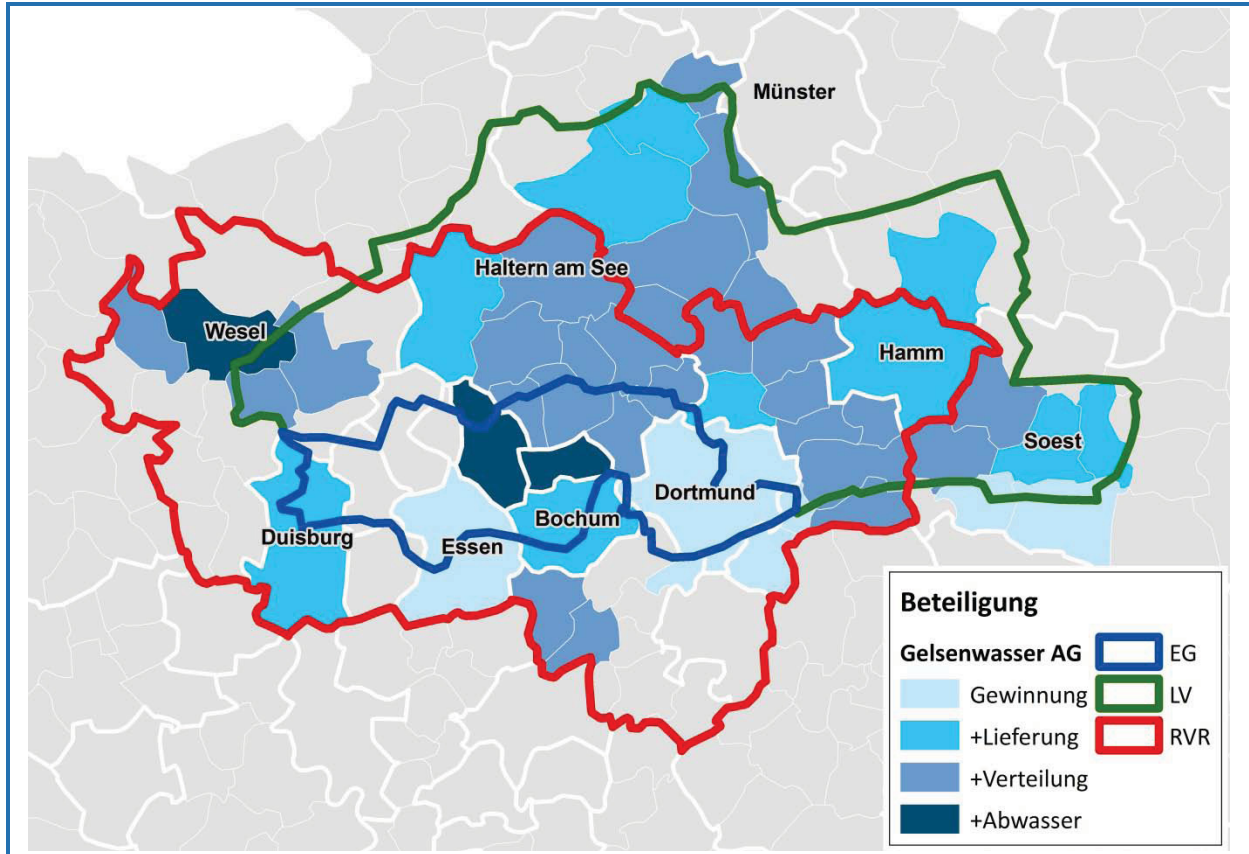 Münster
Haltern am See
Wesel
Hamm
Soest
Dortmund
Bochum
Essen
Duisburg
Beteiligung
Gelsenwasser AG
Gewinnung
+Lieferung
+Verteilung
+Abwasser
EG
LV
RVR